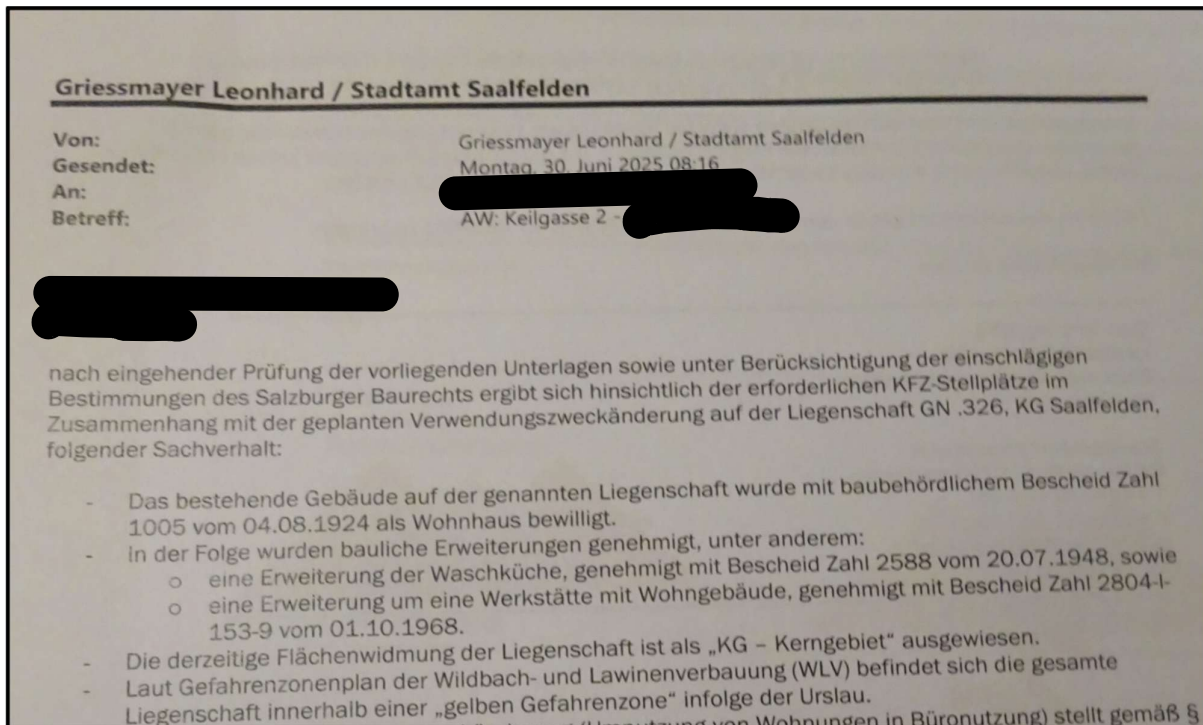 Griessmayer Leonhard / Stadtamt Saalfelden
Von: Griessmayer Leonhard / Stadtamt Saalfelden
Gesendet: Montag, 30. Juni 2025 08:16
An:
Betreff: AW: Keilgasse 2 -
nach eingehender Prüfung der vorliegenden Unterlagen sowie unter Berücksichtigung der einschlägigen
Bestimmungen des Salzburger Baurechts ergibt sich hinsichtlich der erforderlichen KFZ-Stellplätze im
Zusammenhang mit der geplanten Verwendungszweckänderung auf der Liegenschaft GN .326, KG Saalfelden,
folgender Sachverhalt:
- Das bestehende Gebäude auf der genannten Liegenschaft wurde mit baubehördlichem Bescheid Zahl
1005 vom 04.08.1924 als Wohnhaus bewilligt.
- In der Folge wurden bauliche Erweiterungen genehmigt, unter anderem:
o eine Erweiterung der Waschküche, genehmigt mit Bescheid Zahl 2588 vom 20.07.1948, sowie
o eine Erweiterung um eine Werkstätte mit Wohngebäude, genehmigt mit Bescheid Zahl 2804-I-
153-9 vom 01.10.1968.
- Die derzeitige Flächenwidmung der Liegenschaft ist als „KG – Kerngebiet“ ausgewiesen.
- Laut Gefahrenzonenplan der Wildbach- und Lawinenverbauung (WLV) befindet sich die gesamte
Liegenschaft innerhalb einer „gelben Gefahrenzone“ infolge der Urslau.
(Umnutzung von Wohnungen in Büronutzung) stellt gemäß §